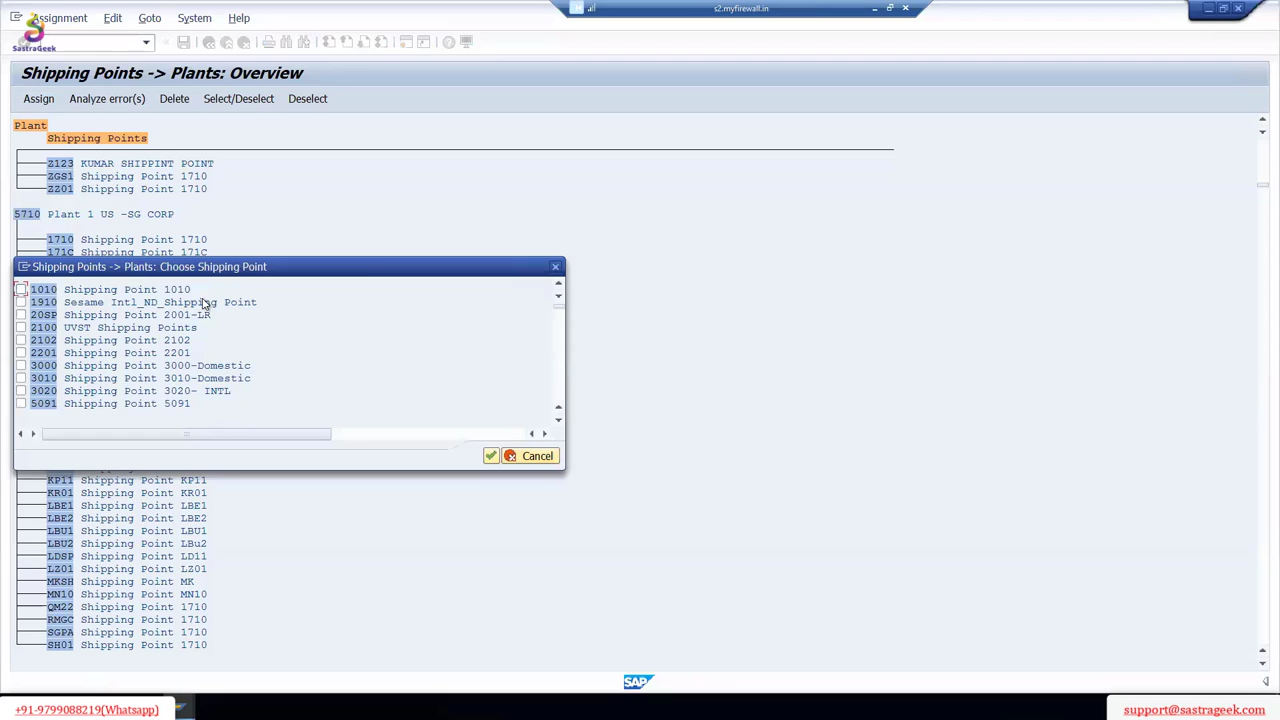 Assignment Edit Goto System Help
s2.myfirewall.in
SastraGeek
Shipping Points -> Plants: Overview
Assign Analyze error(s) Delete Select/Deselect Deselect
Plant
Shipping Points
Z123 KUMAR SHIPPINT POINT
ZGS1 Shipping Point 1710
ZZ01 Shipping Point 1710
5710 Plant 1 US -SG CORP
1710 Shipping Point 1710
171C Shipping Point 171C
Shipping Points -> Plants: Choose Shipping Point
1010 Shipping Point 1010
1910 Sesame Intl_ND_Shipping Point
20SP Shipping Point 2001-LR
2100 UVST Shipping Points
2102 Shipping Point 2102
2201 Shipping Point 2201
3000 Shipping Point 3000-Domestic
3010 Shipping Point 3010-Domestic
3020 Shipping Point 3020- INTL
5091 Shipping Point 5091
Cancel
KP11 Shipping Point KP11
KR01 Shipping Point KR01
LBE1 Shipping Point LBE1
LBE2 Shipping Point LBE2
LBU1 Shipping Point LBU1
LBU2 Shipping Point LBu2
LDSP Shipping Point LD11
LZ01 Shipping Point LZ01
MKSH Shipping Point MK
MN10 Shipping Point MN10
QM22 Shipping Point 1710
RMGC Shipping Point 1710
SGPA Shipping Point 1710
SH01 Shipping Point 1710
SAP
+91-9799088219(Whatsapp)
support@sastrageek.com